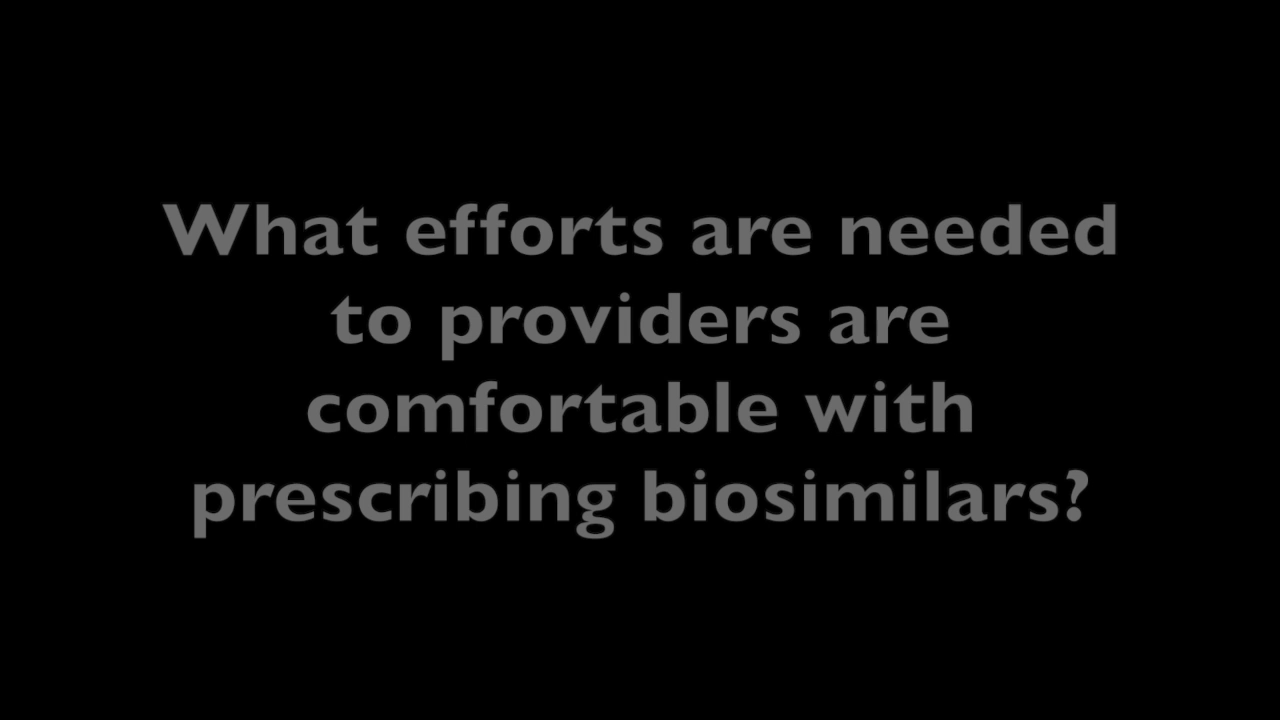 What efforts are needed
to providers are
comfortable with
prescribing biosimilars?